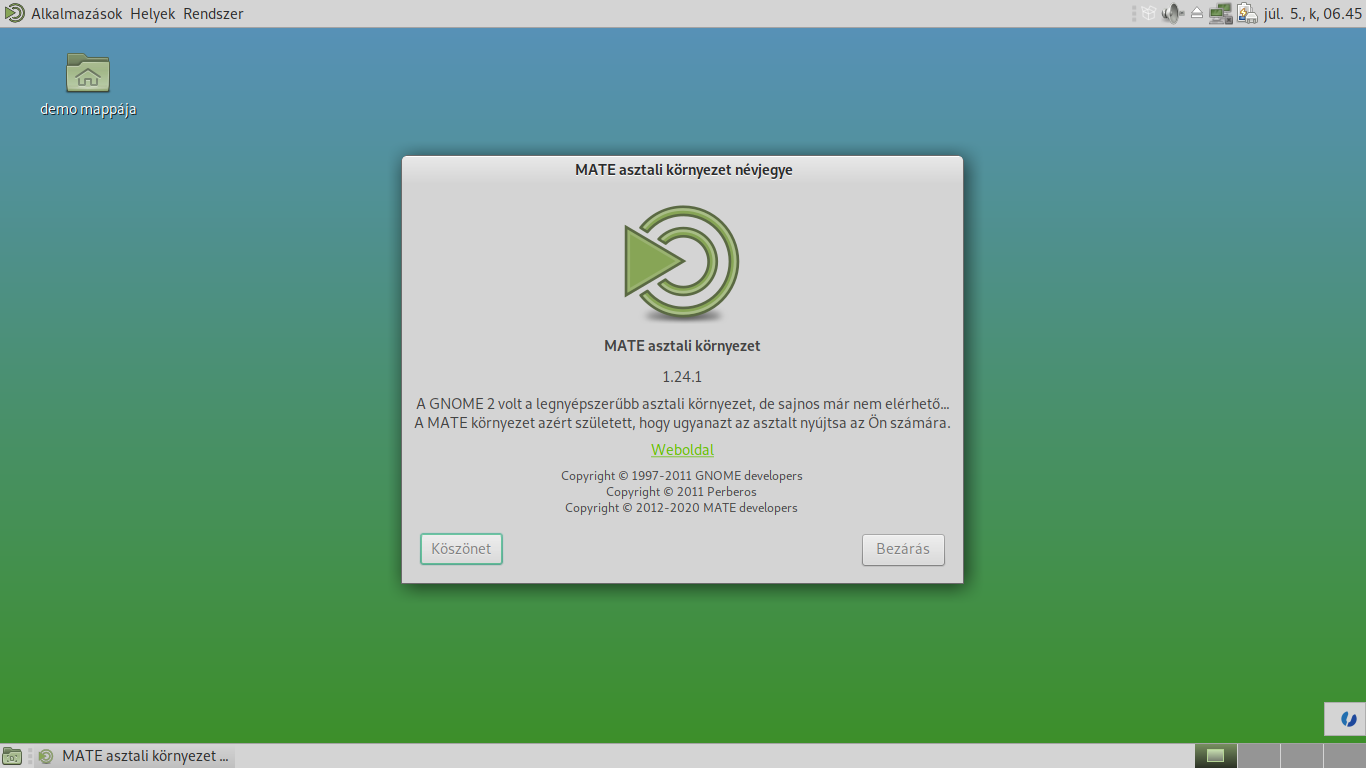 Alkalmazások Helyek Rendszer
júl. 5., k, 06.45
demo mappája
MATE asztali környezet névjegye
MATE asztali környezet
1.24.1
A GNOME 2 volt a legnyépszerűbb asztali környezet, de sajnos már nem elérhető...
A MATE környezet azért született, hogy ugyanazt az asztalt nyújtsa az Ön számára.
Weboldal
Copyright © 1997-2011 GNOME developers
Copyright © 2011 Perberos
Copyright © 2012-2020 MATE developers
Köszönet
Bezárás
MATE asztali környezet ...